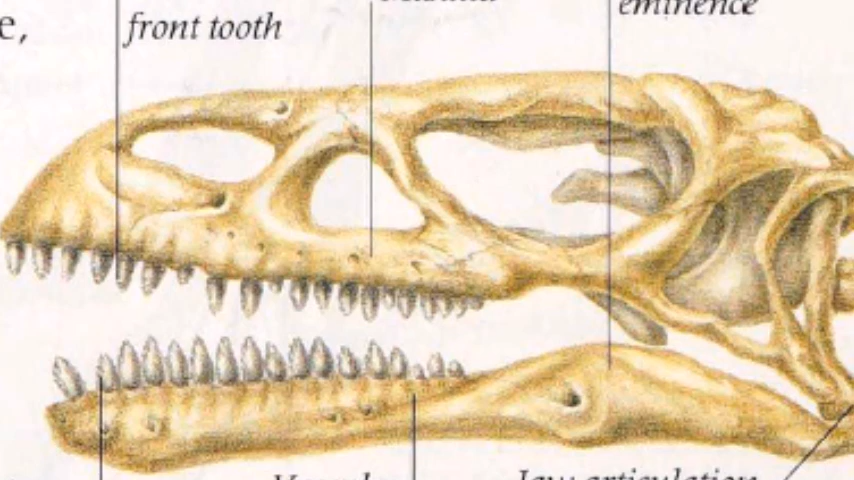 e,
front tooth
eminence
Jaw articulation